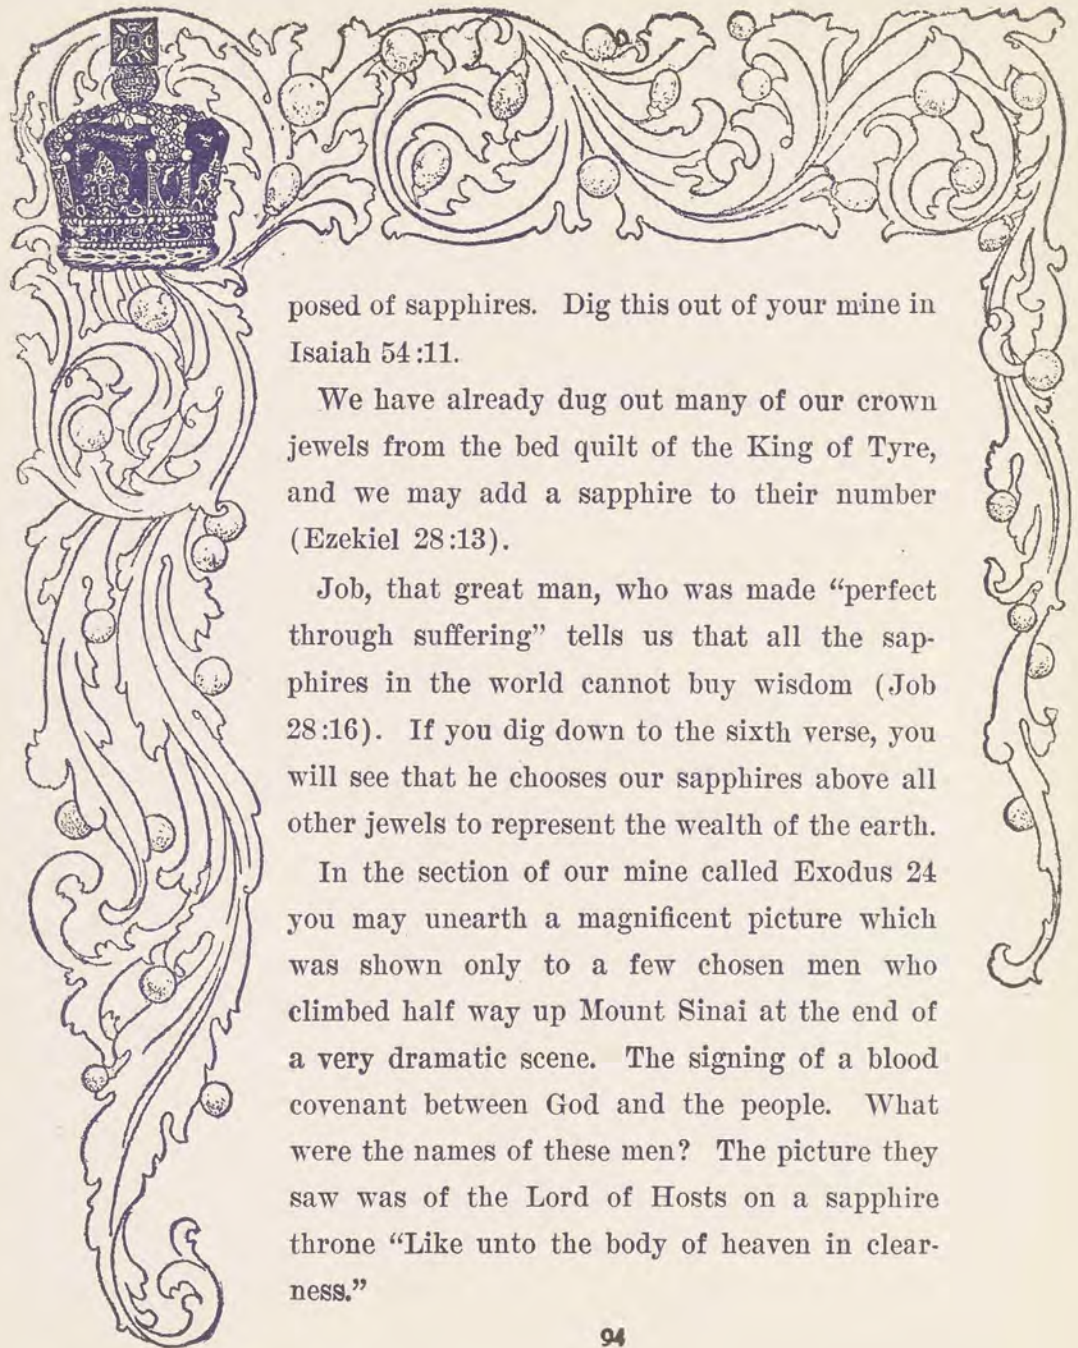 posed of sapphires. Dig this out of your mine in
Isaiah 54:11.
We have already dug out many of our crown
jewels from the bed quilt of the King of Tyre,
and we may add a sapphire to their number
(Ezekiel 28:13).
Job, that great man, who was made “perfect
through suffering” tells us that all the sap-
phires in the world cannot buy wisdom (Job
28:16). If you dig down to the sixth verse, you
will see that he chooses our sapphires above all
other jewels to represent the wealth of the earth.
In the section of our mine called Exodus 24
you may unearth a magnificent picture which
was shown only to a few chosen men who
climbed half way up Mount Sinai at the end of
a very dramatic scene. The signing of a blood
covenant between God and the people. What
were the names of these men? The picture they
saw was of the Lord of Hosts on a sapphire
throne “Like unto the body of heaven in clear-
ness.”
94